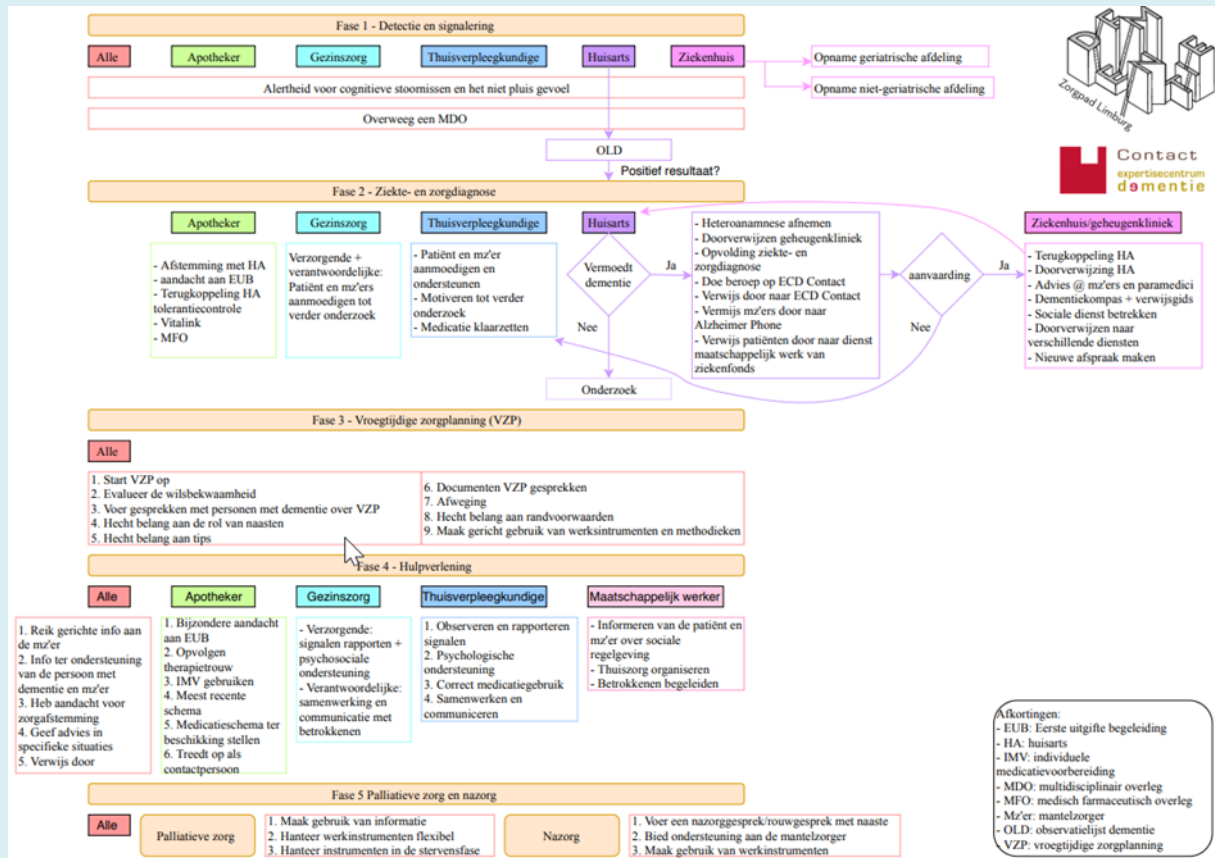 Fase 1 - Detectie en signalering
Alle
Apotheker
Gezinszorg
Thuisverpleegkundige
Huisarts
Ziekenhuis
Opname geriatrische afdeling
Opname niet-geriatrische afdeling
Alertheid voor cognitieve stoornissen en het niet pluis gevoel
Overweeg een MDO
OLD
Positief resultaat?
Zorgpad Limburg
Contact
expertisecentrum
dementie
Fase 2 - Ziekte- en zorgdiagnose
Apotheker
Gezinszorg
Thuisverpleegkundige
Huisarts
Ziekenhuis/geheugenkliniek
- Afstemming met HA
- aandacht aan EUB
- Terugkoppeling HA
tolerantiecontrole
- Vitalink
- MFO
Verzorgende +
verantwoordelijke:
Patiënt en mz'ers
aanmoedigen tot
verder onderzoek
- Patiënt en mz'er
aanmoedigen en
ondersteunen
- Motiveren tot verder
onderzoek
- Medicatie klaarzetten
Vermoedt
dementie
Ja
Nee
Onderzoek
- Heteroanamnese afnemen
- Doorverwijzen geheugenkliniek
- Opvolding ziekte- en
zorgdiagnose
- Doe beroep op ECD Contact
- Verwijs door naar ECD Contact
- Vermijs mz'ers door naar
Alzheimer Phone
- Verwijs patiënten door naar dienst
maatschappelijk werk van
ziekenfonds
aanvaarding
Ja
Nee
- Terugkoppeling HA
- Doorverwijzing HA
- Advies @ mz'ers en paramedici
- Dementiekompas + verwijsgids
- Sociale dienst betrekken
- Doorverwijzen naar
verschillende diensten
- Nieuwe afspraak maken
Fase 3 - Vroegtijdige zorgplanning (VZP)
Alle
1. Start VZP op
2. Evalueer de wilsbekwaamheid
3. Voer gesprekken met personen met dementie over VZP
4. Hecht belang aan de rol van naasten
5. Hecht belang aan tips
6. Documenten VZP gesprekken
7. Afweging
8. Hecht belang aan randvoorwaarden
9. Maak gericht gebruik van werksintrumenten en methodieken
Fase 4 - Hulpverlening
Alle
Apotheker
Gezinszorg
Thuisverpleegkundige
Maatschappelijk werker
1. Reik gerichte info aan
de mz'er
2. Info ter ondersteuning
van de persoon met
dementie en mz'er
3. Heb aandacht voor
zorgafstemming
4. Geef advies in
specifieke situaties
5. Verwijs door
1. Bijzondere aandacht
aan EUB
2. Opvolgen
therapietrouw
3. IMV gebruiken
4. Meest recente
schema
5. Medicatieschema ter
beschikking stellen
6. Treedt op als
contactpersoon
- Verzorgende:
signalen rapporten +
psychosociale
ondersteuning
- Verantwoordelijke:
samenwerking en
communicatie met
betrokkenen
1. Observeren en rapporteren
signalen
2. Psychologische
ondersteuning
3. Correct medicatiegebruik
4. Samenwerken en
communiceren
- Informeren van de patiënt en
mz'er over sociale
regelgeving
- Thuiszorg organiseren
- Betrokkenen begeleiden
Fase 5 Palliatieve zorg en nazorg
Alle
Palliatieve zorg
1. Maak gebruik van informatie
2. Hanteer werkinstrumenten flexibel
3. Hanteer instrumenten in de stervensfase
Nazorg
1. Voer een nazorggesprek/rouwgesprek met naaste
2. Bied ondersteuning aan de mantelzorger
3. Maak gebruik van werkinstrumenten
Afkortingen:
- EUB: Eerste uitgifte begeleiding
- HA: huisarts
- IMV: individuele
medicatievoorbereiding
- MDO: multidisciplinair overleg
- MFO: medisch farmaceutisch overleg
- Mz'er: mantelzorger
- OLD: observatielijst dementie
- VZP: vroegtijdige zorgplanning